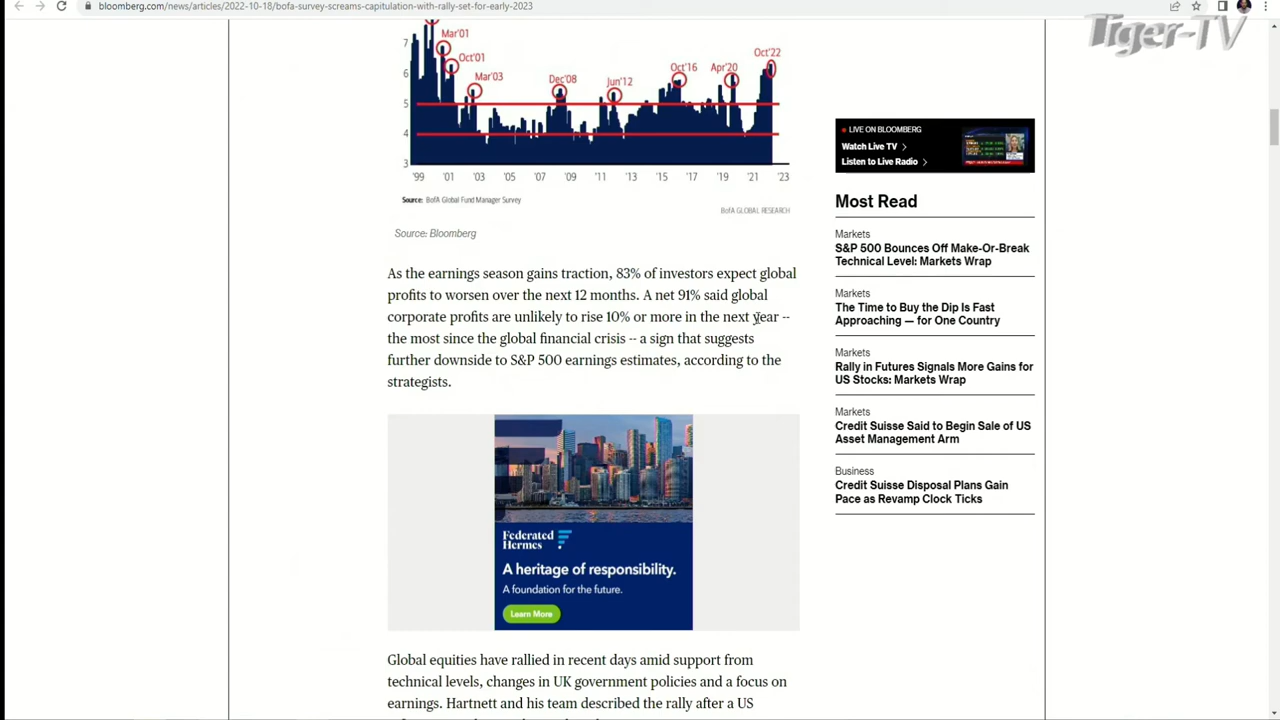 bloomberg.com/news/articles/2022-10-18/bofa-survey-screams-capitulation-with-rally-set-for-early-2023
Tiger-TV
7
6
5
4
3
Mar'01
Oct'01
Mar'03
Dec'08
Jun'12
Oct'16
Apr'20
Oct'22
'99 '01 '03 '05 '07 '09 '11 '13 '15 '17 '19 '21 '23
Source: BofA Global Fund Manager Survey
BofA GLOBAL RESEARCH
Source: Bloomberg
As the earnings season gains traction, 83% of investors expect global
profits to worsen over the next 12 months. A net 91% said global
corporate profits are unlikely to rise 10% or more in the next year --
the most since the global financial crisis -- a sign that suggests
further downside to S&P 500 earnings estimates, according to the
strategists.
Federated
Hermes
A heritage of responsibility.
A foundation for the future.
Learn More
Global equities have rallied in recent days amid support from
technical levels, changes in UK government policies and a focus on
earnings. Hartnett and his team described the rally after a US
LIVE ON BLOOMBERG
Watch Live TV
Listen to Live Radio
Most Read
Markets
S&P 500 Bounces Off Make-Or-Break
Technical Level: Markets Wrap
Markets
The Time to Buy the Dip Is Fast
Approaching — for One Country
Markets
Rally in Futures Signals More Gains for
US Stocks: Markets Wrap
Markets
Credit Suisse Said to Begin Sale of US
Asset Management Arm
Business
Credit Suisse Disposal Plans Gain
Pace as Revamp Clock Ticks